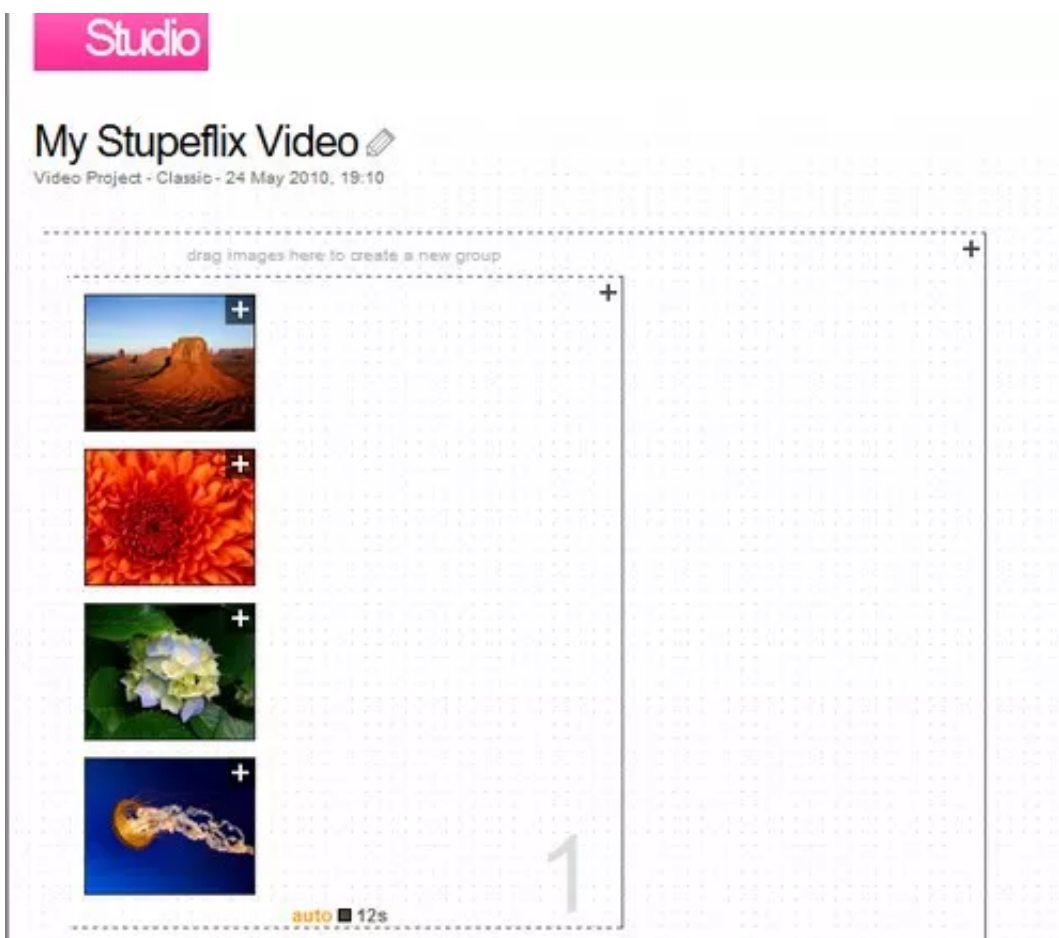 Studio
My Stupeflix Video
Video Project - Classic - 24 May 2010, 19:10
drag images here to create a new group
1
auto 12s